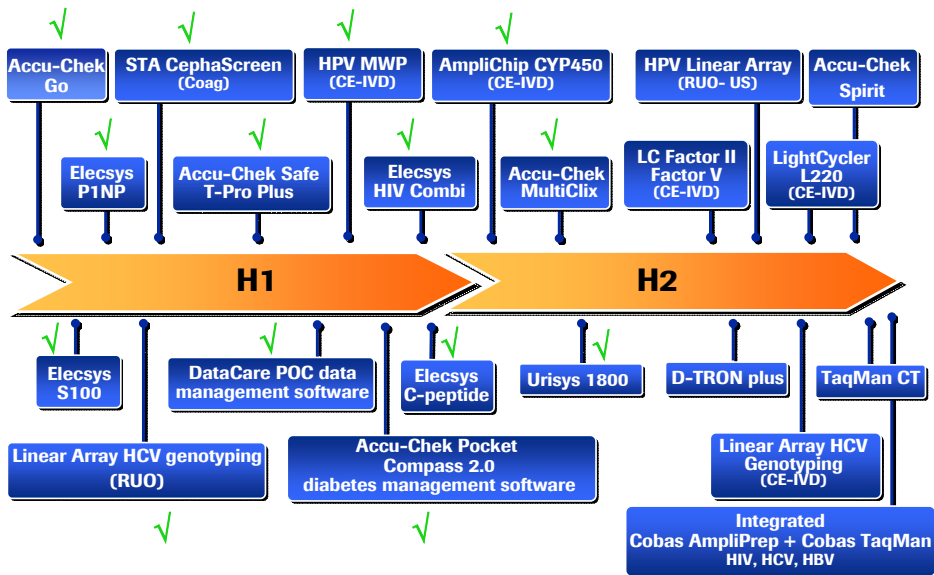 Accu-Chek
Go
STA CephaScreen
(Coag)
HPV MWP
(CE-IVD)
AmpliChip CYP450
(CE-IVD)
HPV Linear Array
(RUO- US)
Accu-Chek
Spirit
Elecsys
P1NP
Accu-Chek Safe
T-Pro Plus
Elecsys
HIV Combi
Accu-Chek
MultiClix
LC Factor II
Factor V
(CE-IVD)
LightCycler
L220
(CE-IVD)
H1
H2
Elecsys
S100
DataCare POC data
management software
Elecsys
C-peptide
Urisys 1800
D-TRON plus
TaqMan CT
Linear Array HCV genotyping
(RUO)
Accu-Chek Pocket
Compass 2.0
diabetes management software
Linear Array HCV
Genotyping
(CE-IVD)
Integrated
Cobas AmpliPrep + Cobas TaqMan
HIV, HCV, HBV